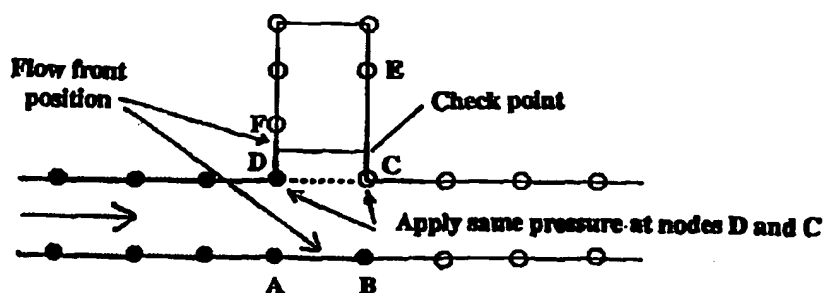 E
Flow front
position
Check point
F
D
C
Apply same pressure at nodes D and C
A
B